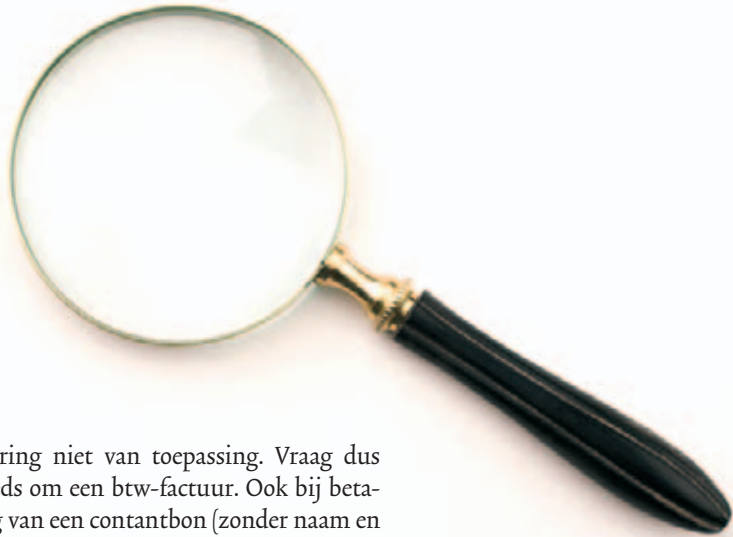 ring niet van toepassing. Vraag dus
ds om een btw-factuur. Ook bij beta-
g van een contantbon (zonder naam en